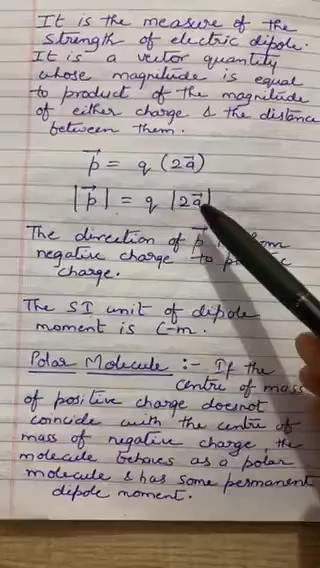 It is the measure of the
strength of electric dipole.
It is a vector quantity
whose magnitude is equal
to product of the magnitude
of either charge & the distance
between them.
p⃗ = q (2a⃗)
|p⃗| = q |2a⃗|
The direction of p⃗
negative charge to
charge.
The SI unit of dipole
moment is C-m.
Polar Molecule :- If the
centre of mass
of positive charge doesnot
coincide with the centre of
mass of negative charge, the
molecule behaves as a polar
molecule & has some permanent
dipole moment.